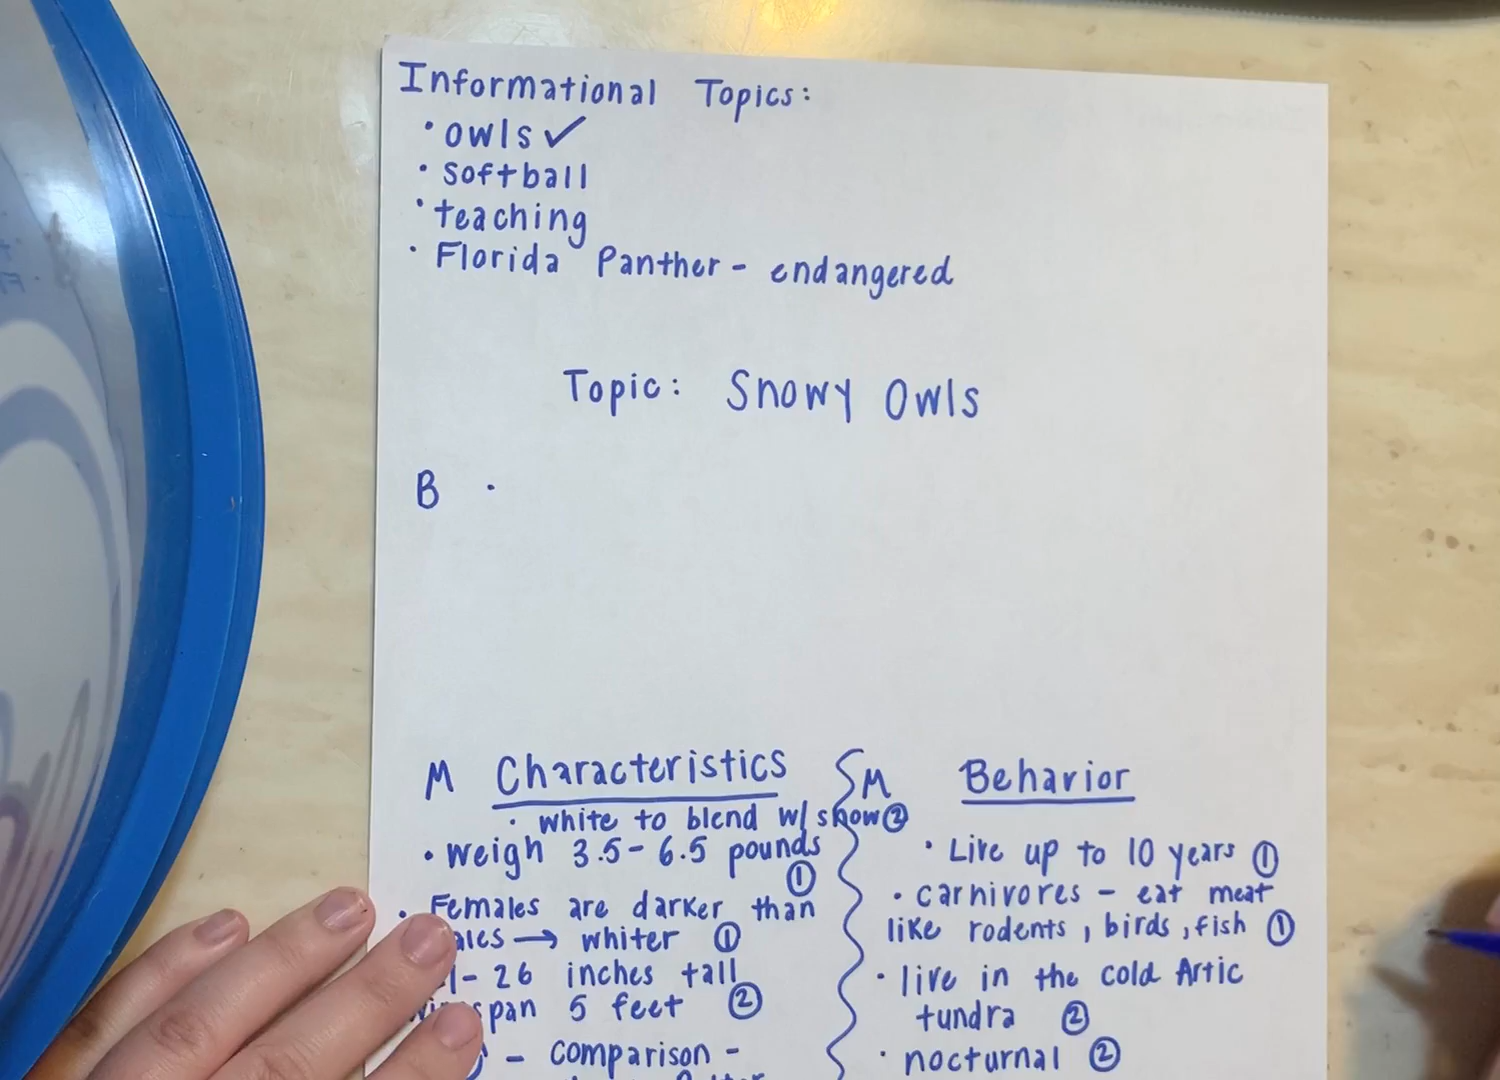 Informational Topics:
• owls ✓
• softball
• teaching
• Florida Panther - endangered
Topic: Snowy Owls
B •
M Characteristics
• white to blend w/ snow ②
• weigh 3.5 - 6.5 pounds ①
• Females are darker than
→ whiter ①
- 26 inches tall
span 5 feet ②
- comparison -
M Behavior
• Live up to 10 years ①
• carnivores - eat meat
like rodents, birds, fish ①
• live in the cold Artic
tundra ②
• nocturnal ②